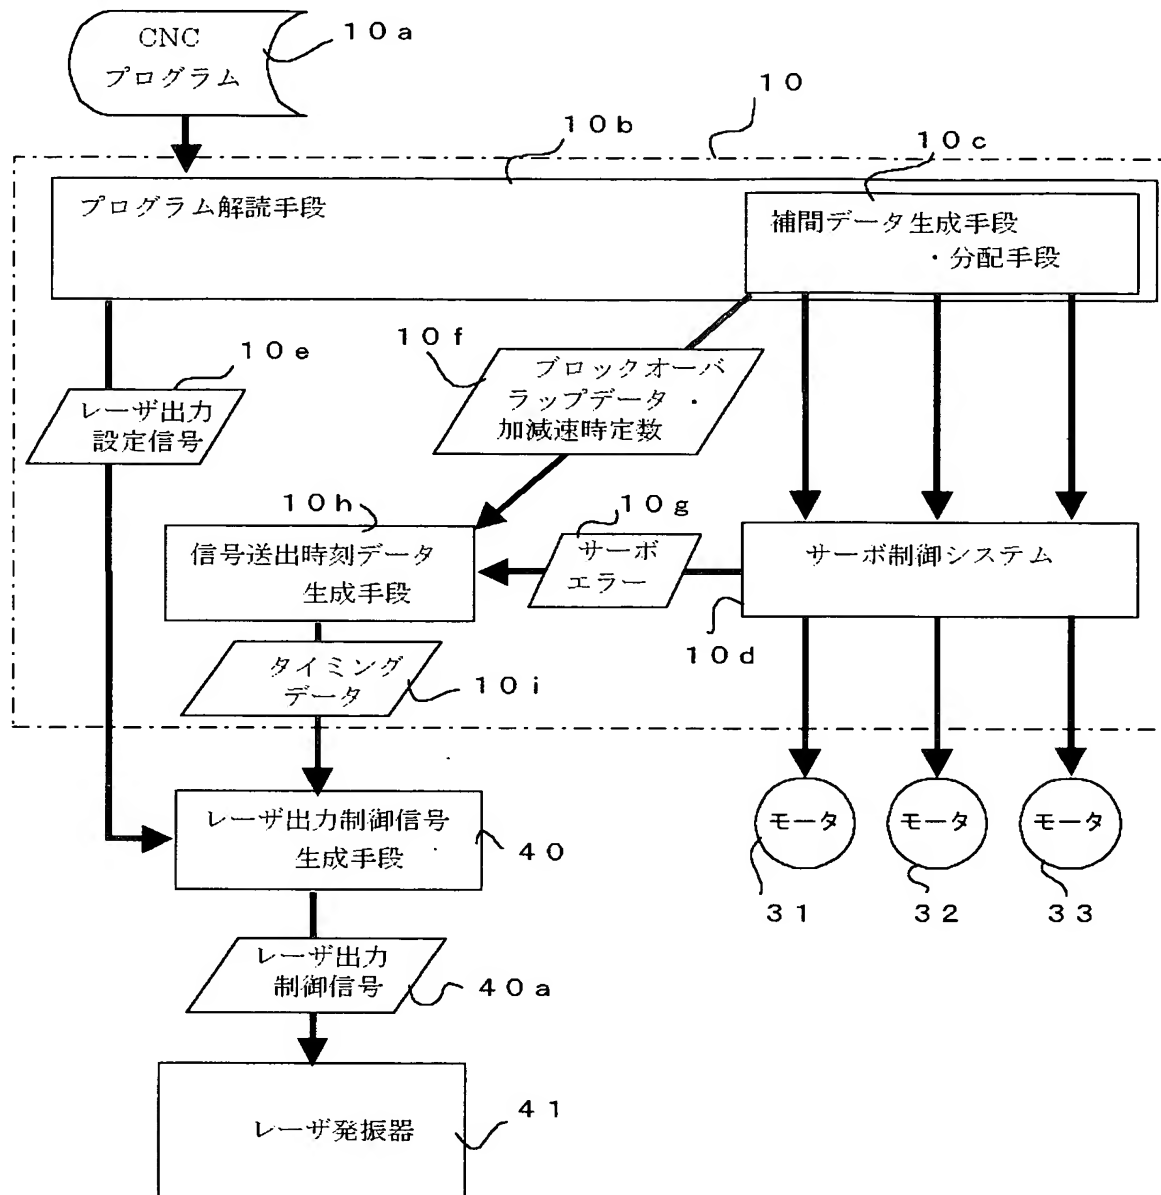 CNC
プログラム
１０ａ
１０
１０ｂ
１０ｃ
プログラム解読手段
補間データ生成手段
・分配手段
１０ｆ
ブロックオーバ
ラップデータ・
加減速時定数
１０ｅ
レーザ出力
設定信号
１０ｈ
信号送出時刻データ
生成手段
１０ｇ
サーボ
エラー
サーボ制御システム
１０ｄ
タイミング
データ
１０ｉ
レーザ出力制御信号
生成手段
４０
モータ
モータ
モータ
３１
３２
３３
レーザ出力
制御信号
４０ａ
レーザ発振器
４１